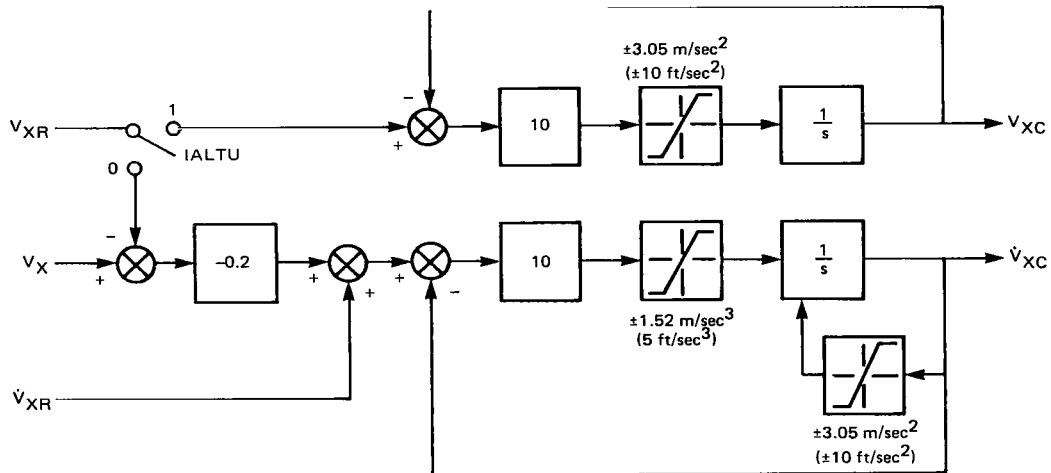 ±3.05 m/sec²
(±10 ft/sec²)
V_XR
1
−
+
10
1/s
V_XC
IALTU
0
−
V_X
+
−0.2
+
+
+
−
10
1/s
V̇_XC
±1.52 m/sec³
(5 ft/sec³)
V̇_XR
±3.05 m/sec²
(±10 ft/sec²)